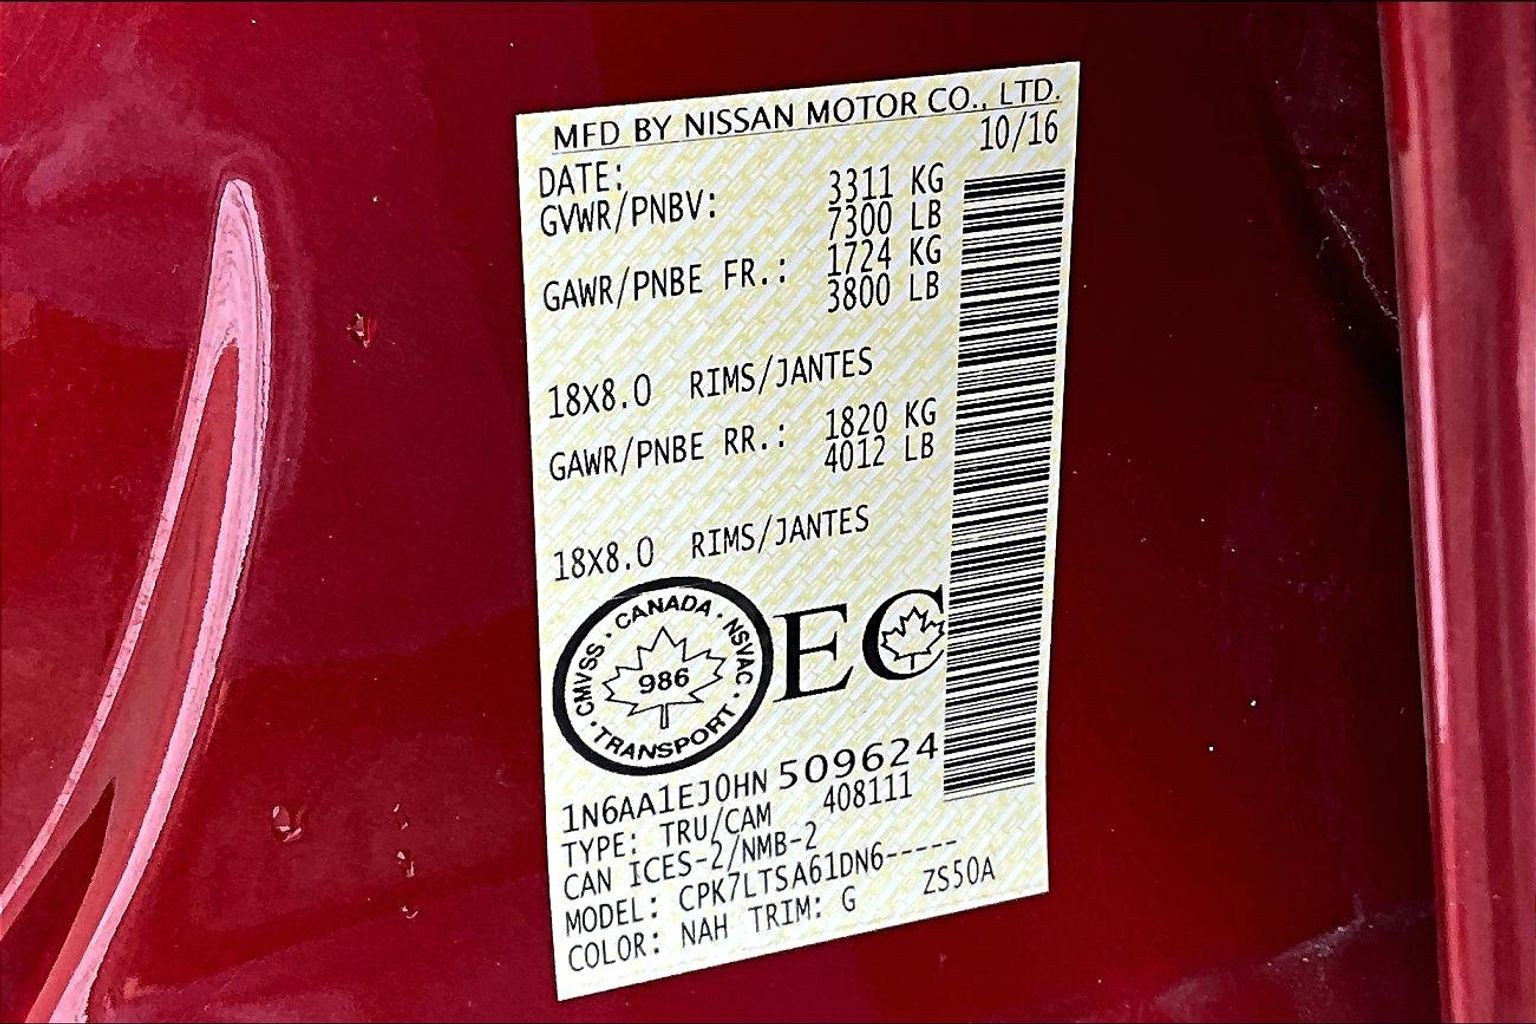 MFD BY NISSAN MOTOR CO., LTD.
DATE: 10/16
GVWR/PNBV: 3311 KG
7300 LB
GAWR/PNBE FR.: 1724 KG
3800 LB
18X8.0 RIMS/JANTES
GAWR/PNBE RR.: 1820 KG
4012 LB
18X8.0 RIMS/JANTES
CMVSS · CANADA · NSVAC · TRANSPORT ·
986
EC
1N6AA1EJ0HN 509624
TYPE: TRU/CAM 408111
CAN ICES-2/NMB-2
MODEL: CPK7LTSA61DN6-----
COLOR: NAH TRIM: G ZS50A